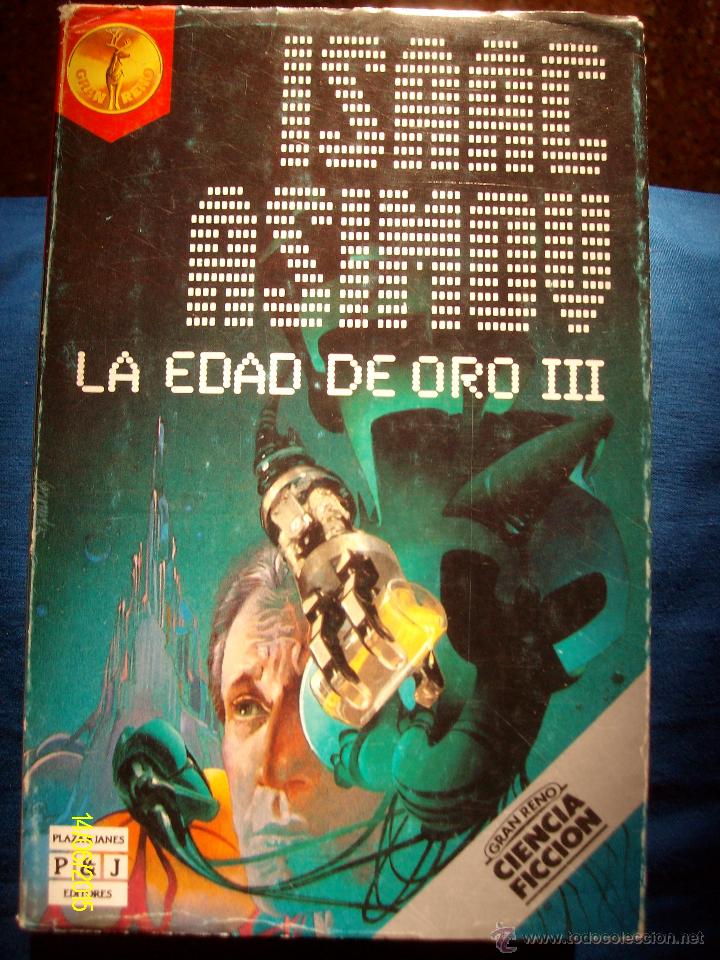 GRAN RENO
ISAAC
ASIMOV
LA EDAD DE ORO III
PLAZA & JANES
P & J
EDITORES
GRAN RENO
CIENCIA
FICCION
www.todocoleccion.net